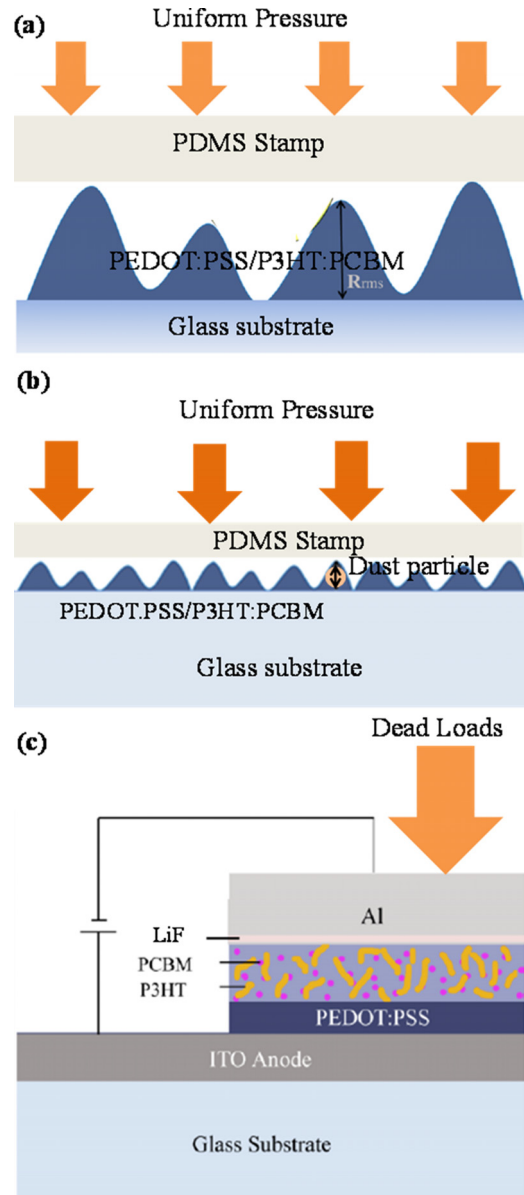 (a)
Uniform Pressure
PDMS Stamp
PEDOT:PSS/P3HT:PCBM
Rrms
Glass substrate
(b)
Uniform Pressure
PDMS Stamp
Dust particle
PEDOT.PSS/P3HT:PCBM
Glass substrate
(c)
Dead Loads
Al
LiF
PCBM
P3HT
PEDOT:PSS
ITO Anode
Glass Substrate